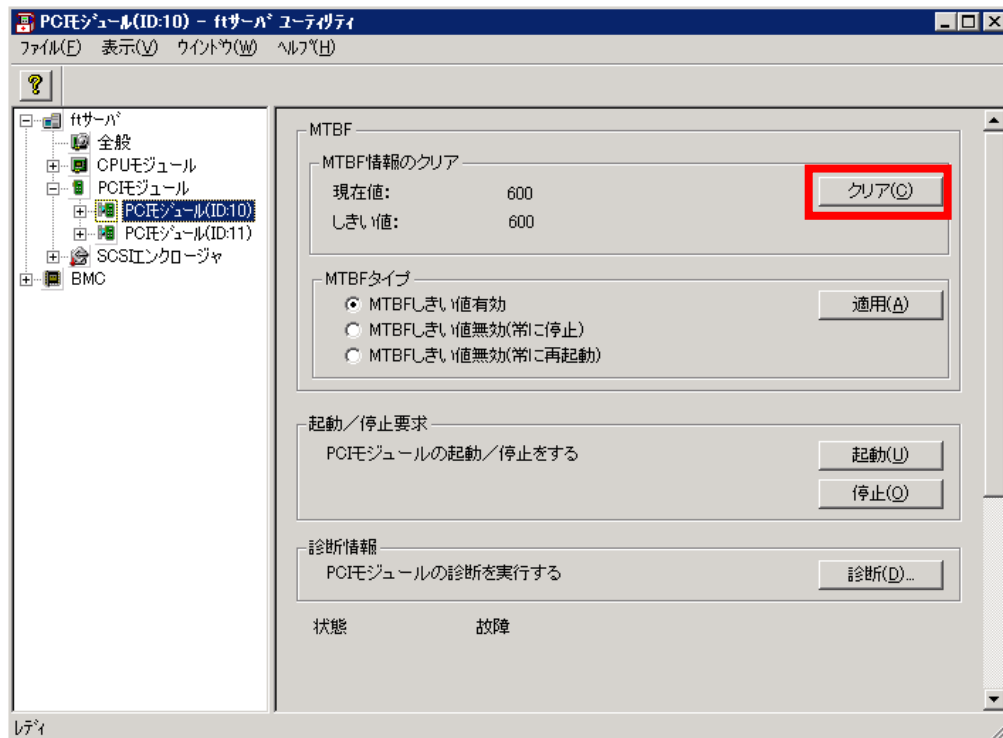 PCIモジュール(ID:10) - ftサーバ ユーティリティ
ファイル(F) 表示(V) ウインドウ(W) ヘルプ(H)
ftサーバ
全般
CPUモジュール
PCIモジュール
PCIモジュール(ID:10)
PCIモジュール(ID:11)
SCSIエンクロージャ
BMC
MTBF
MTBF情報のクリア
現在値: 600
クリア(C)
しきい値: 600
MTBFタイプ
MTBFしきい値有効
適用(A)
MTBFしきい値無効(常に停止)
MTBFしきい値無効(常に再起動)
起動/停止要求
PCIモジュールの起動/停止をする
起動(U)
停止(O)
診断情報
PCIモジュールの診断を実行する
診断(D)...
状態 故障
レディ